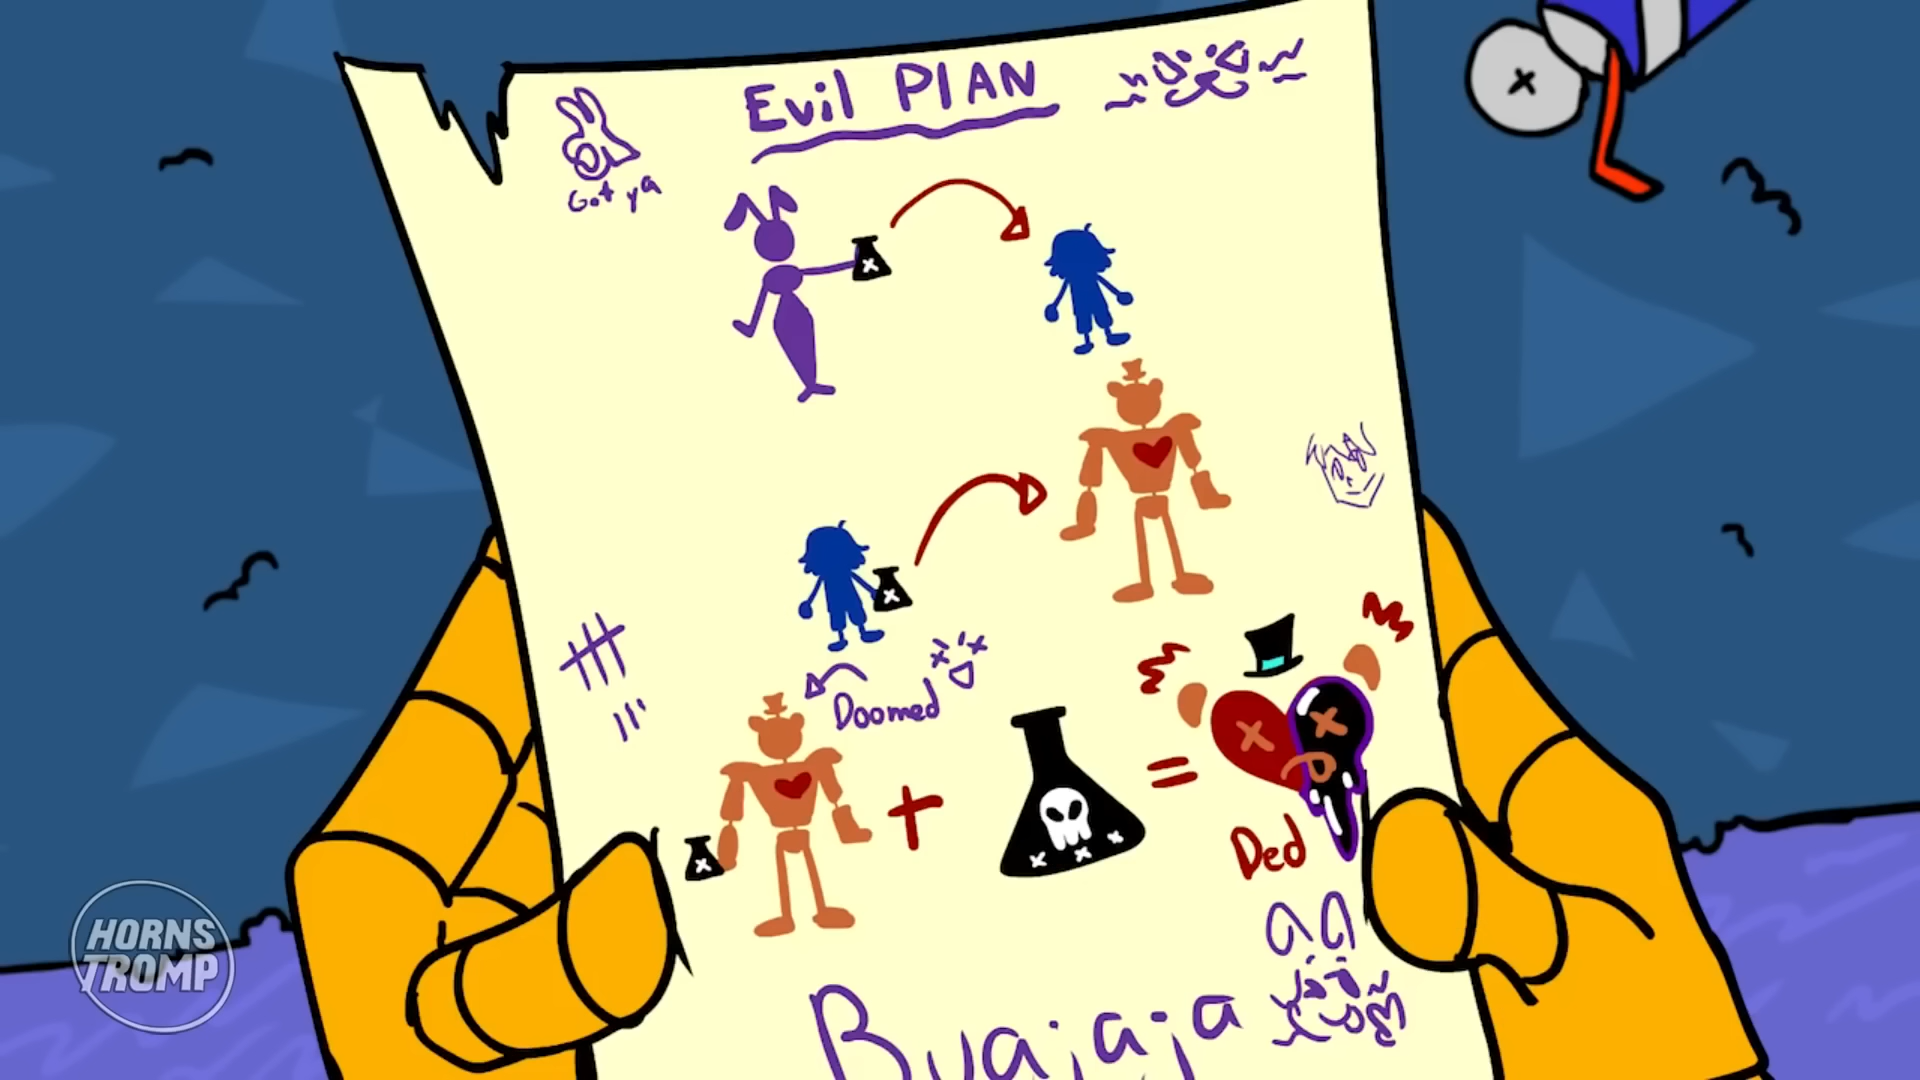 Evil PlAN
Got ya
Doomed
Ded
Buajaja
HORNS
TROMP